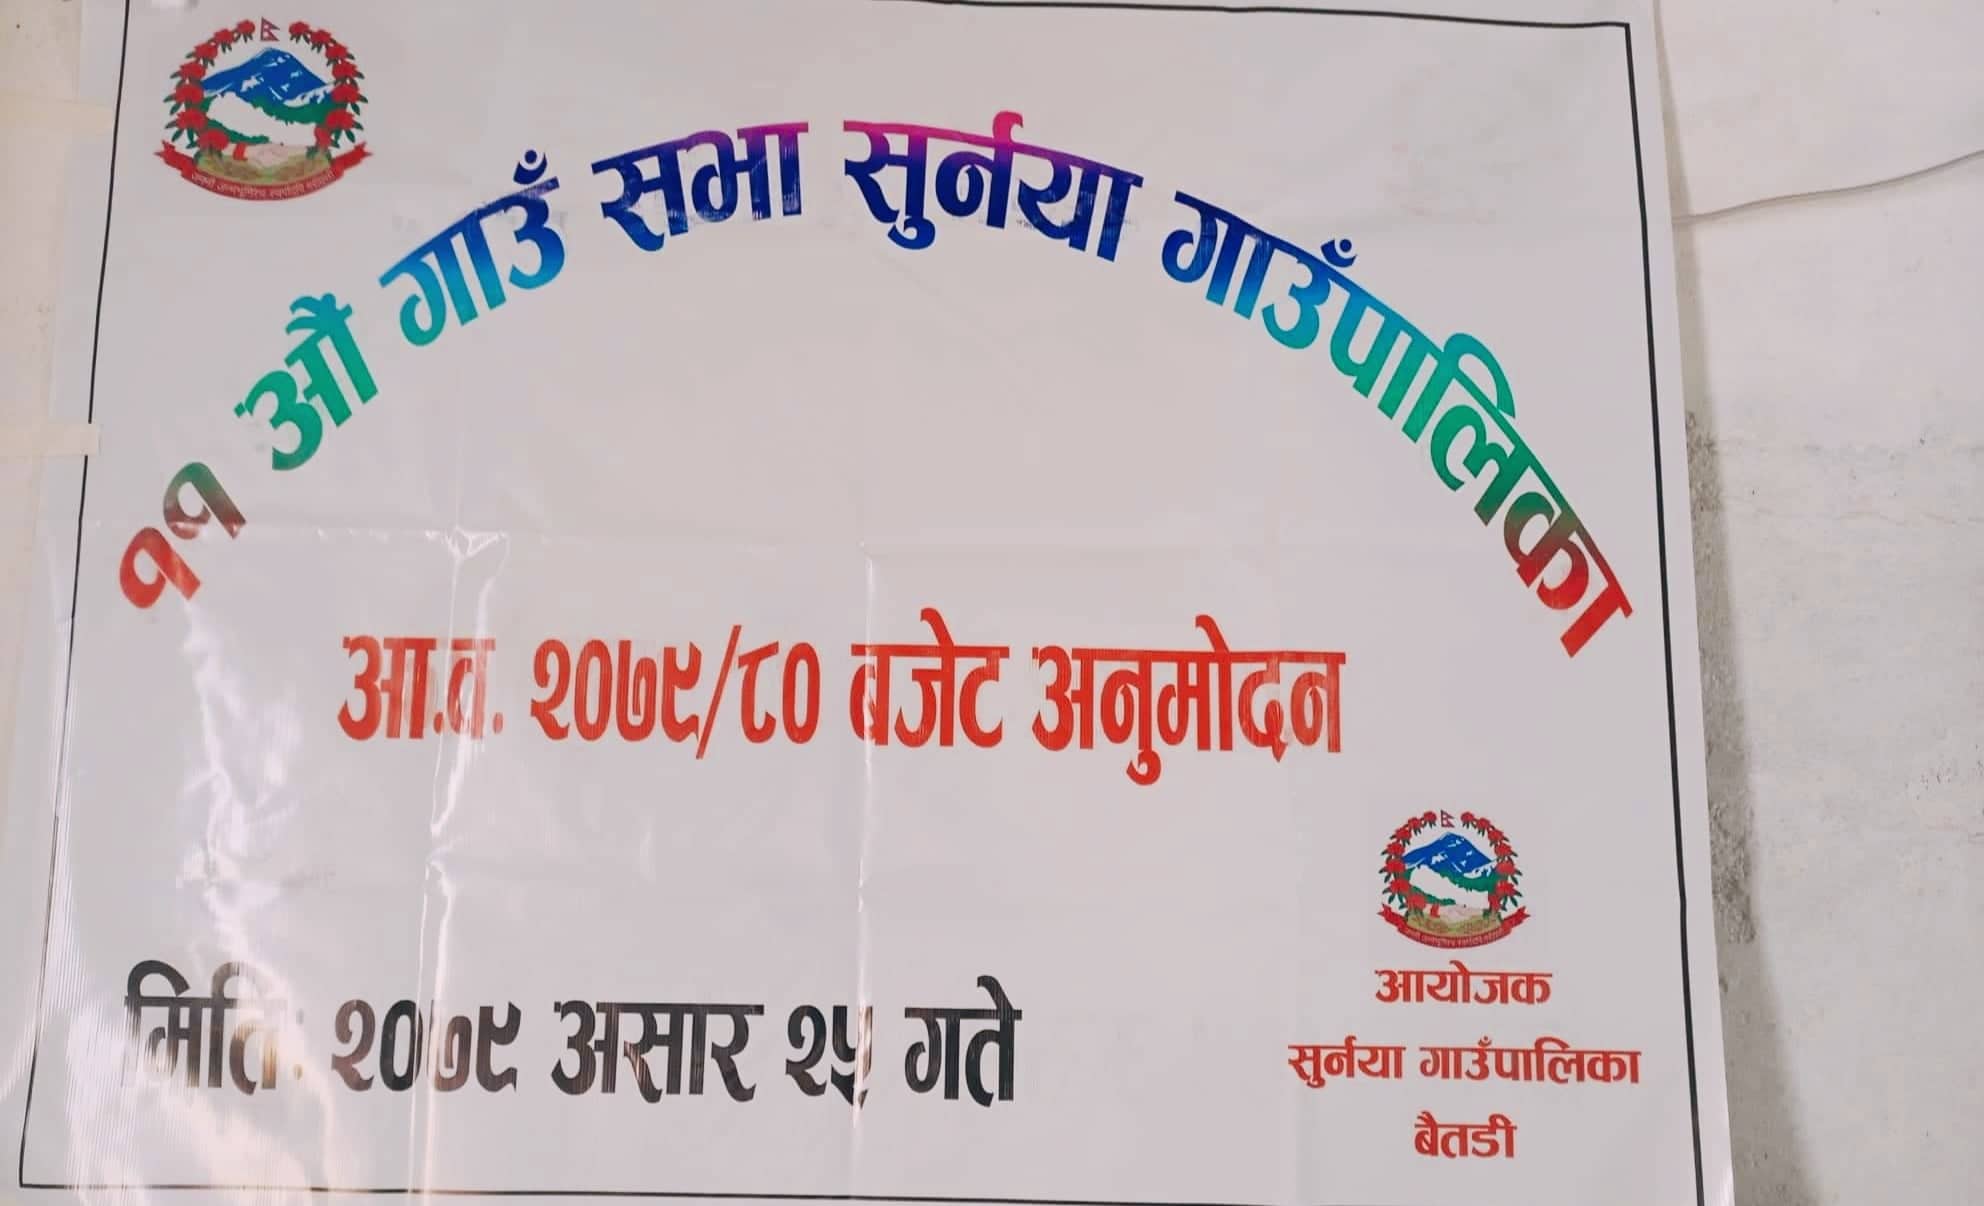 ११ औं गाउँ सभा सुर्नया गाउँपालिका
आ.व. २०७९/८० बजेट अनुमोदन
मिति: २०७९ असार २५ गते
आयोजक
सुर्नया गाउँपालिका
बैतडी